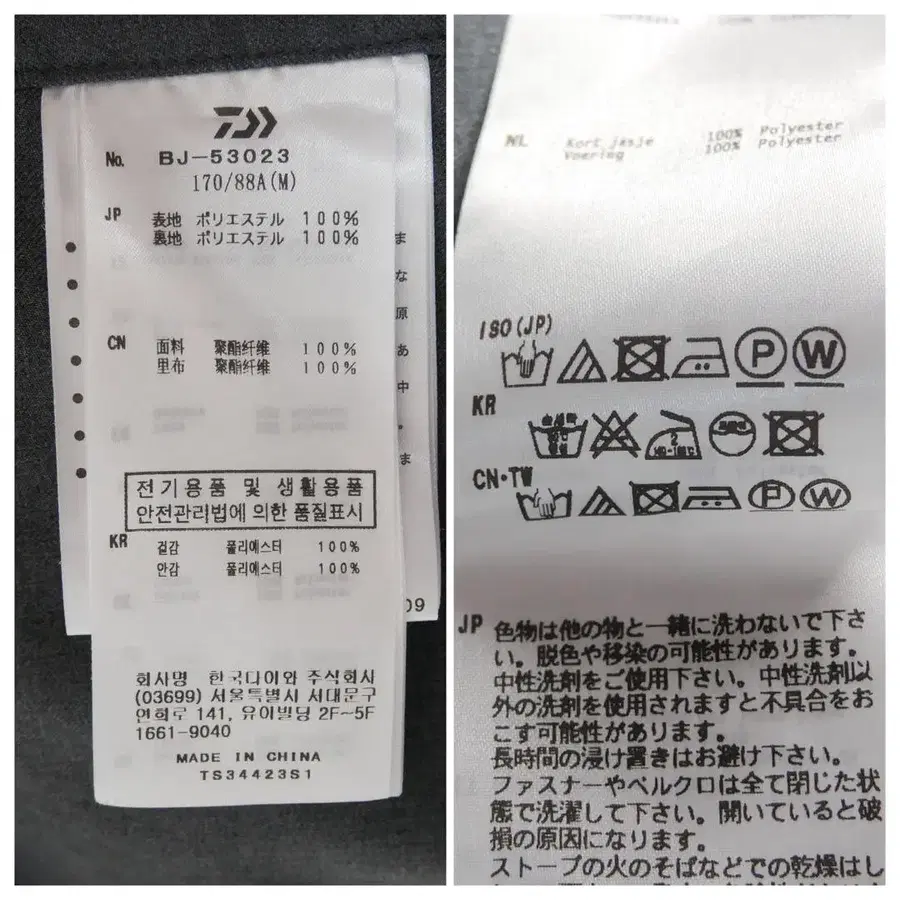 No. BJ-53023
170/88A(M)
JP 表地 ポリエステル 100%
裏地 ポリエステル 100%
CN 面料 聚酯纤维 100%
里布 聚酯纤维 100%
전기용품 및 생활용품
안전관리법에 의한 품질표시
KR 겉감 폴리에스터 100%
안감 폴리에스터 100%
회사명 한국다이와 주식회사
(03699) 서울특별시 서대문구
연희로 141, 유이빌딩 2F~5F
1661-9040
MADE IN CHINA
TS34423S1
ま
な
原
あ
中
・
ま
09
NL Kort jasje 100% Polyester
Voering 100% Polyester
ISO(JP)
P W
KR
2
CN・TW
P W
JP 色物は他の物と一緒に洗わないで下さ
い。脱色や移染の可能性があります。
中性洗剤をご使用下さい。中性洗剤以
外の洗剤を使用されますと不具合をお
こす可能性があります。
長時間の浸け置きはお避け下さい。
ファスナーやベルクロは全て閉じた状
態で洗濯して下さい。開いていると破
損の原因になります。
ストーブの火のそばなどでの乾燥はし